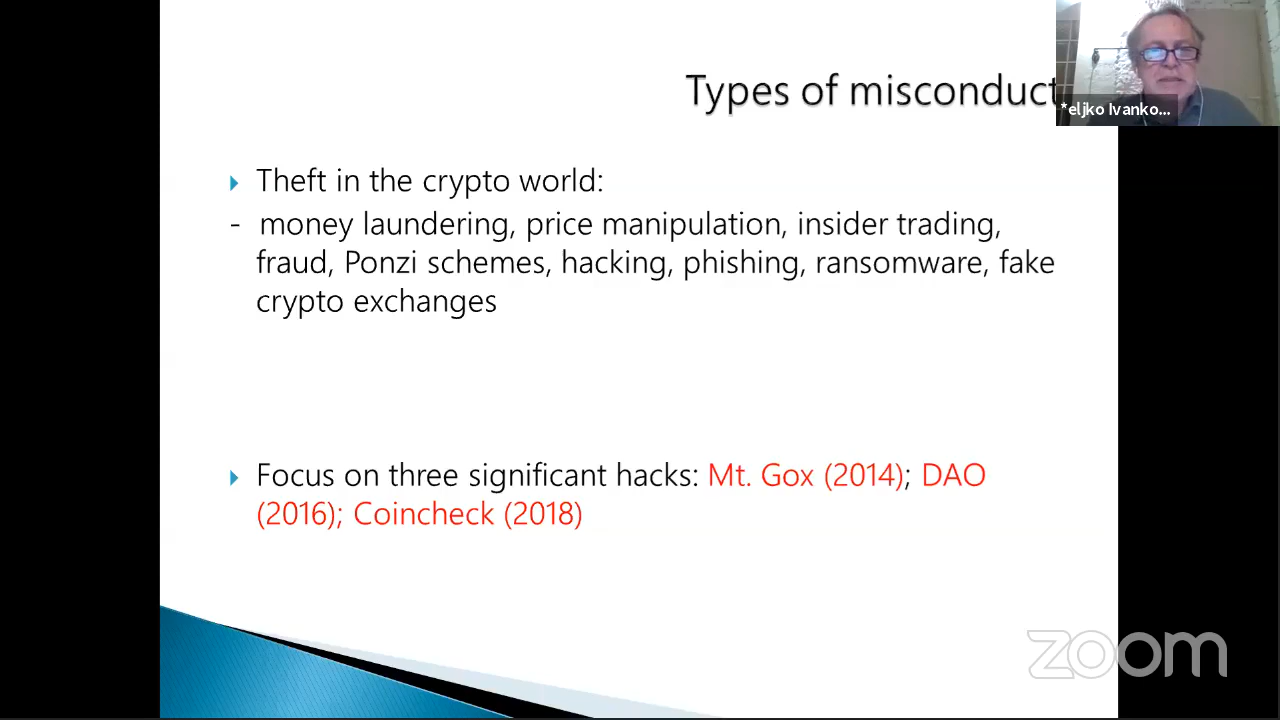 Types of misconduct
*eljko Ivanko...
Theft in the crypto world:
- money laundering, price manipulation, insider trading,
fraud, Ponzi schemes, hacking, phishing, ransomware, fake
crypto exchanges
Focus on three significant hacks: Mt. Gox (2014); DAO
(2016); Coincheck (2018)
zoom